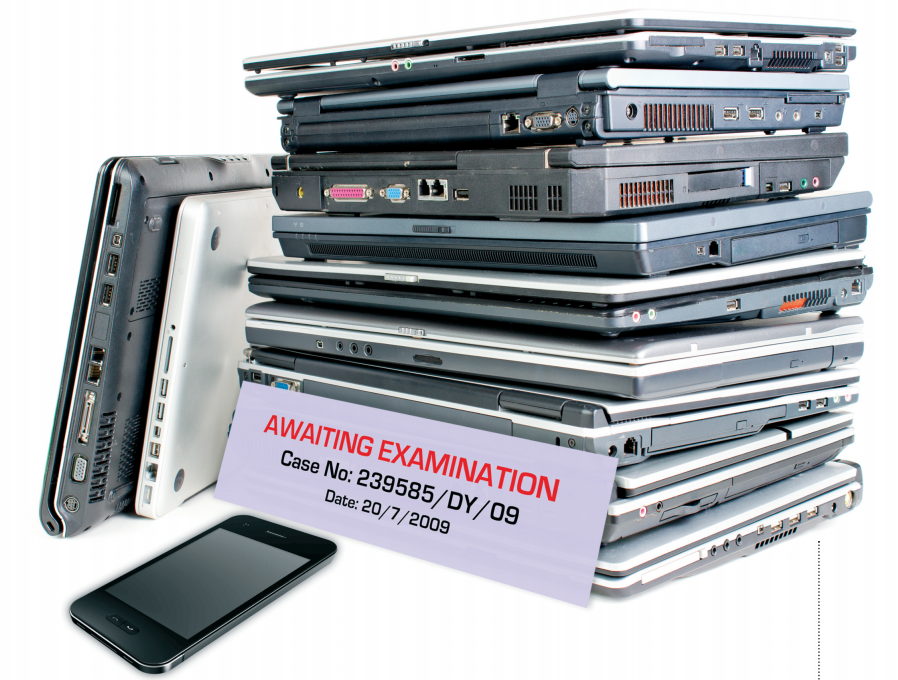 AWAITING EXAMINATION
Case No: 239585/DY/09
Date: 20/7/2009